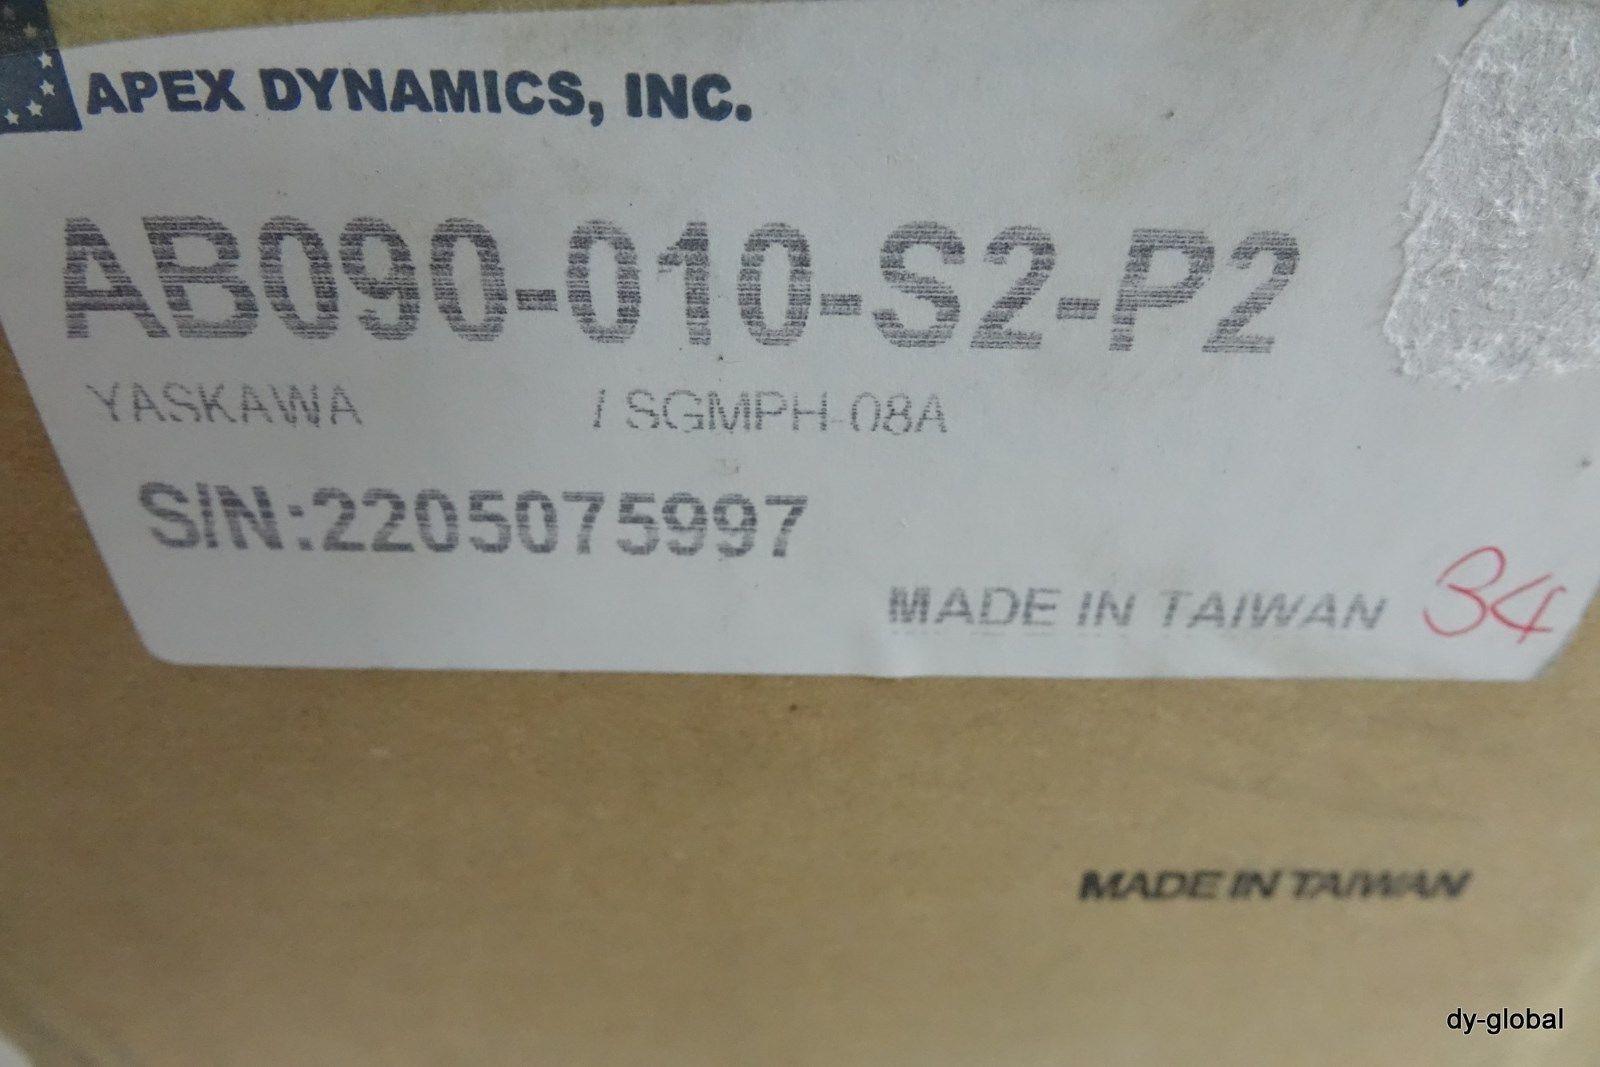 APEX DYNAMICS, INC.
AB090-010-S2-P2
YASKAWA / SGMPH-08A
S/N:2205075997
MADE IN TAIWAN 34
MADE IN TAIWAN
dy-global